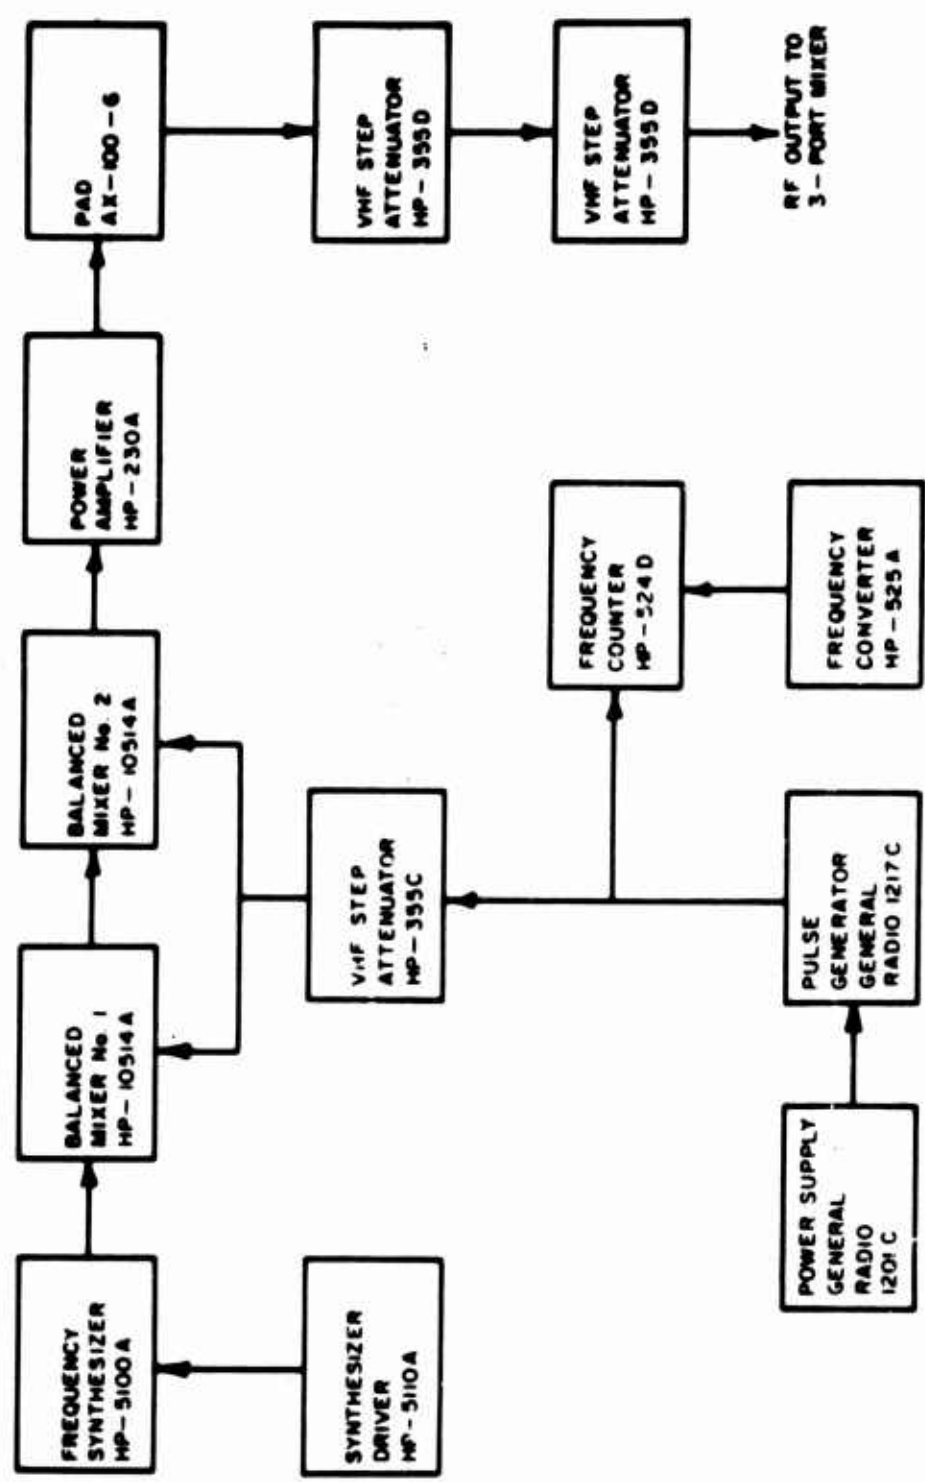 FREQUENCY
SYNTHESIZER
HP-5100A
BALANCED
MIXER No. 1
HP-10514A
BALANCED
MIXER No. 2
HP-10514A
POWER
AMPLIFIER
HP-230A
PAD
AX-100-6
SYNTHESIZER
DRIVER
HP-5110A
VHF STEP
ATTENUATOR
HP-355C
VHF STEP
ATTENUATOR
HP-355D
FREQUENCY
COUNTER
HP-524D
VHF STEP
ATTENUATOR
HP-355D
POWER SUPPLY
GENERAL
RADIO
1201C
PULSE
GENERATOR
GENERAL
RADIO 1217C
FREQUENCY
CONVERTER
HP-525A
RF OUTPUT TO
3-PORT MIXER